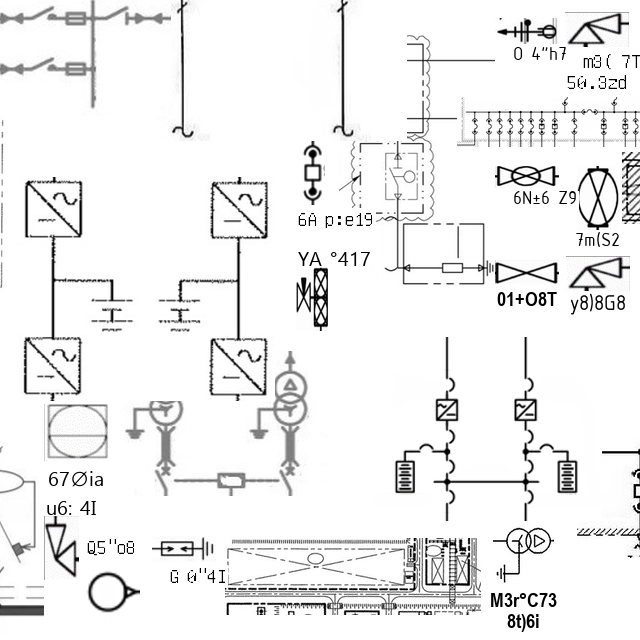 O 4"h7
m3( 7T
50.3zd
6N±6
Z9
7m(S2
6A p:e19
YA °417
01+O8T
y8)8G8
67Øia
u6: 4I
Q5"o8
G 0"4I
M3r°C73
8t)6i